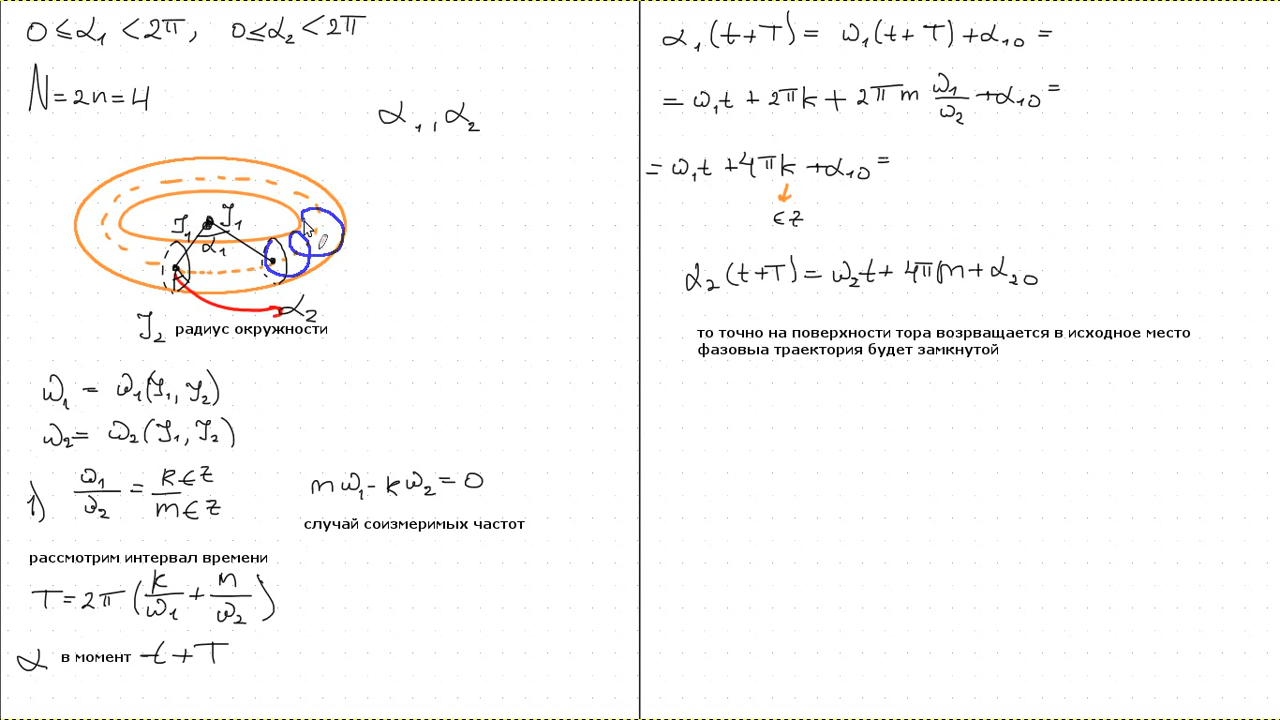 0 ≤ α₁ < 2π, 0 ≤ α₂ < 2π
N = 2n = 4
α₁, α₂
J₁ J₁
α₁
α₂
J₂ радиус окружности
ω₁ = ω₁(J₁, J₂)
ω₂ = ω₂(J₁, J₂)
1) ω₁/ω₂ = k∈Z/m∈Z mω₁ - kω₂ = 0
случай соизмеримых частот
рассмотрим интервал времени
T = 2π (k/ω₁ + m/ω₂)
α в момент t + T
α₁(t+T) = ω₁(t + T) + α₁₀ =
= ω₁t + 2πk + 2πm ω₁/ω₂ + α₁₀ =
= ω₁t + 4πk + α₁₀ =
∈ Z
α₂(t+T) = ω₂t + 4πm + α₂₀
то точно на поверхности тора возрващается в исходное место
фазовыа траектория будет замкнутой